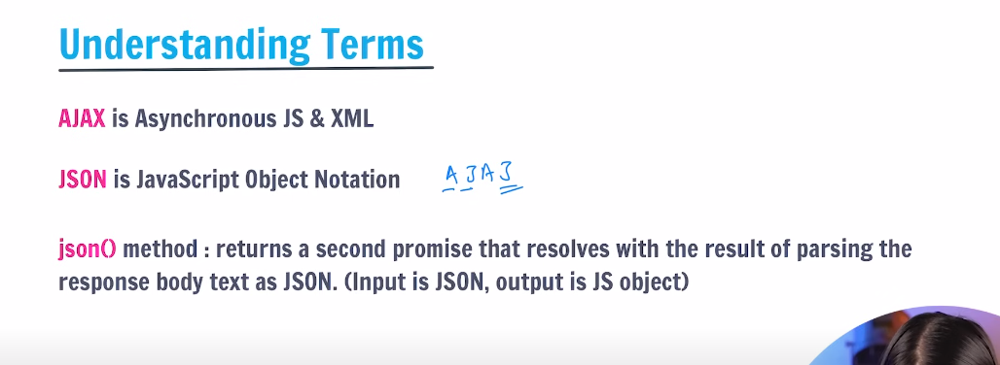 Understanding Terms
AJAX is Asynchronous JS & XML
JSON is JavaScript Object Notation AJAJ
json() method : returns a second promise that resolves with the result of parsing the
response body text as JSON. (Input is JSON, output is JS object)